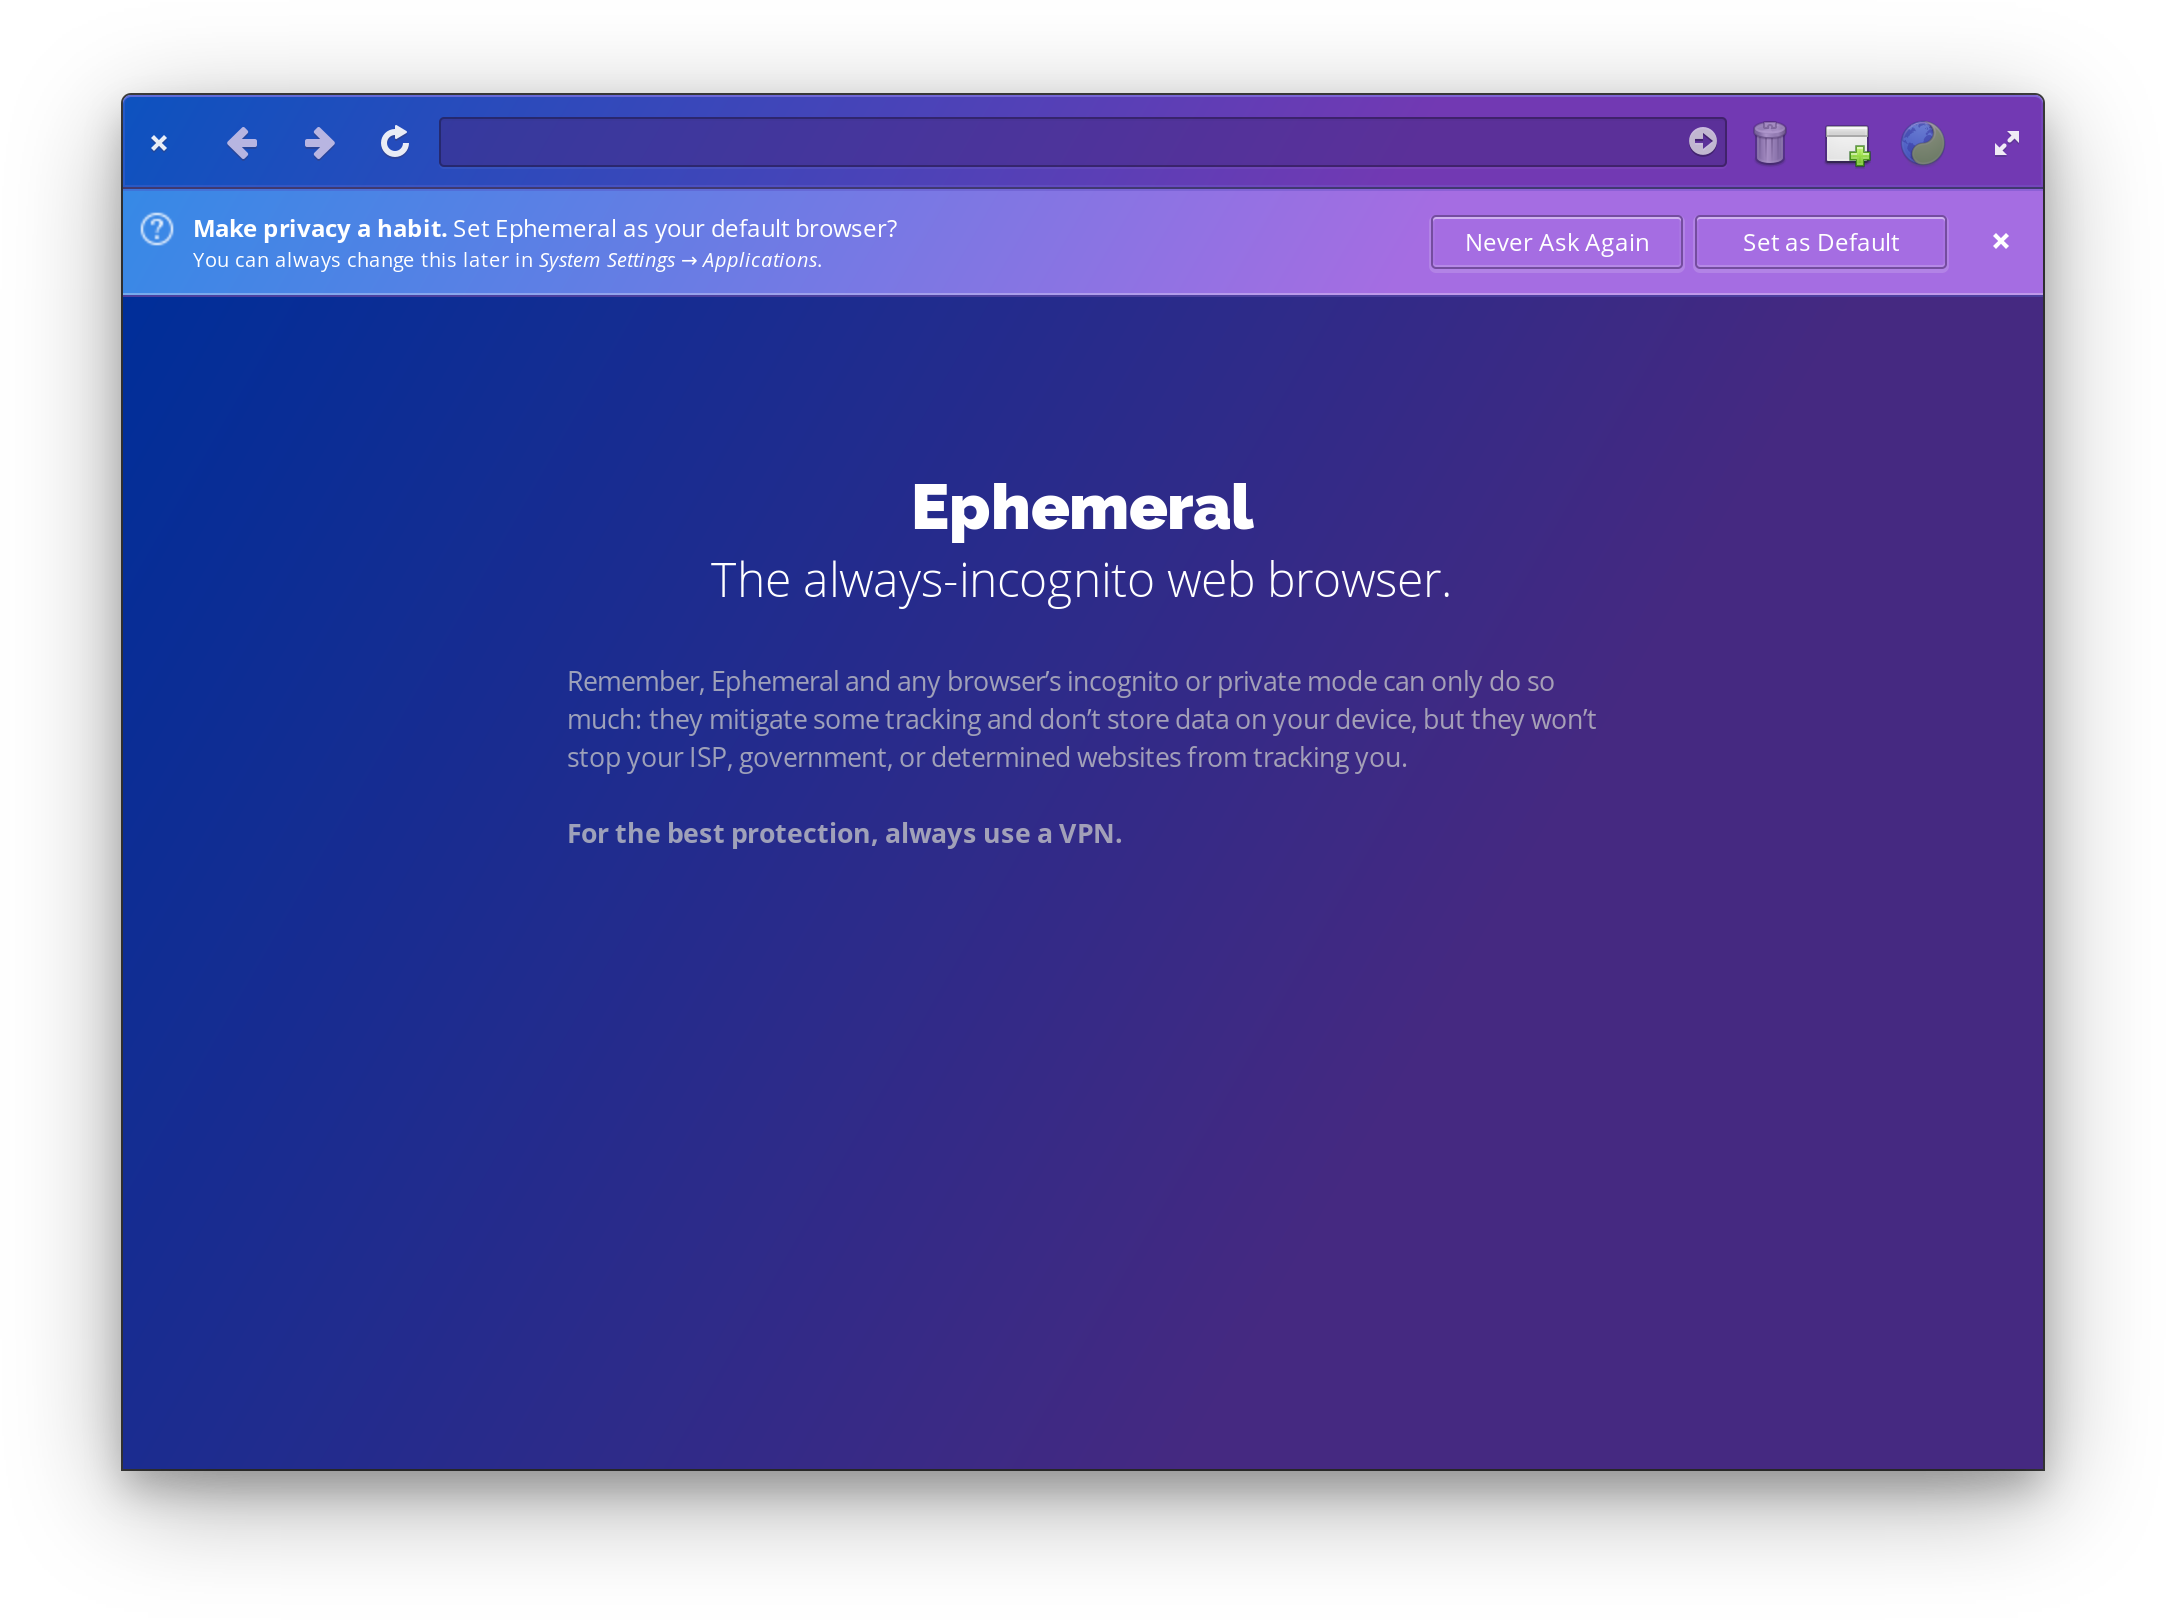 Make privacy a habit. Set Ephemeral as your default browser?
You can always change this later in System Settings → Applications.
Never Ask Again
Set as Default
Ephemeral
The always-incognito web browser.
Remember, Ephemeral and any browser’s incognito or private mode can only do so
much: they mitigate some tracking and don’t store data on your device, but they won’t
stop your ISP, government, or determined websites from tracking you.
For the best protection, always use a VPN.